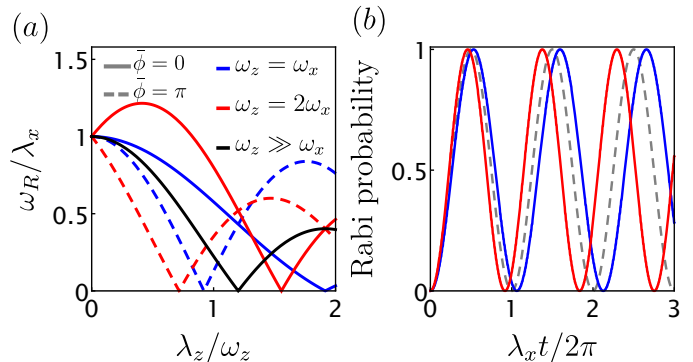 (a)
(b)
1.5
1
0.5
0
ω_R/λ_x
ϕ̄ = 0
ϕ̄ = π
ω_z = ω_x
ω_z = 2ω_x
ω_z ≫ ω_x
0 1 2
λ_z/ω_z
1
0.5
0
Rabi probability
0 1 2 3
λ_x t/2π